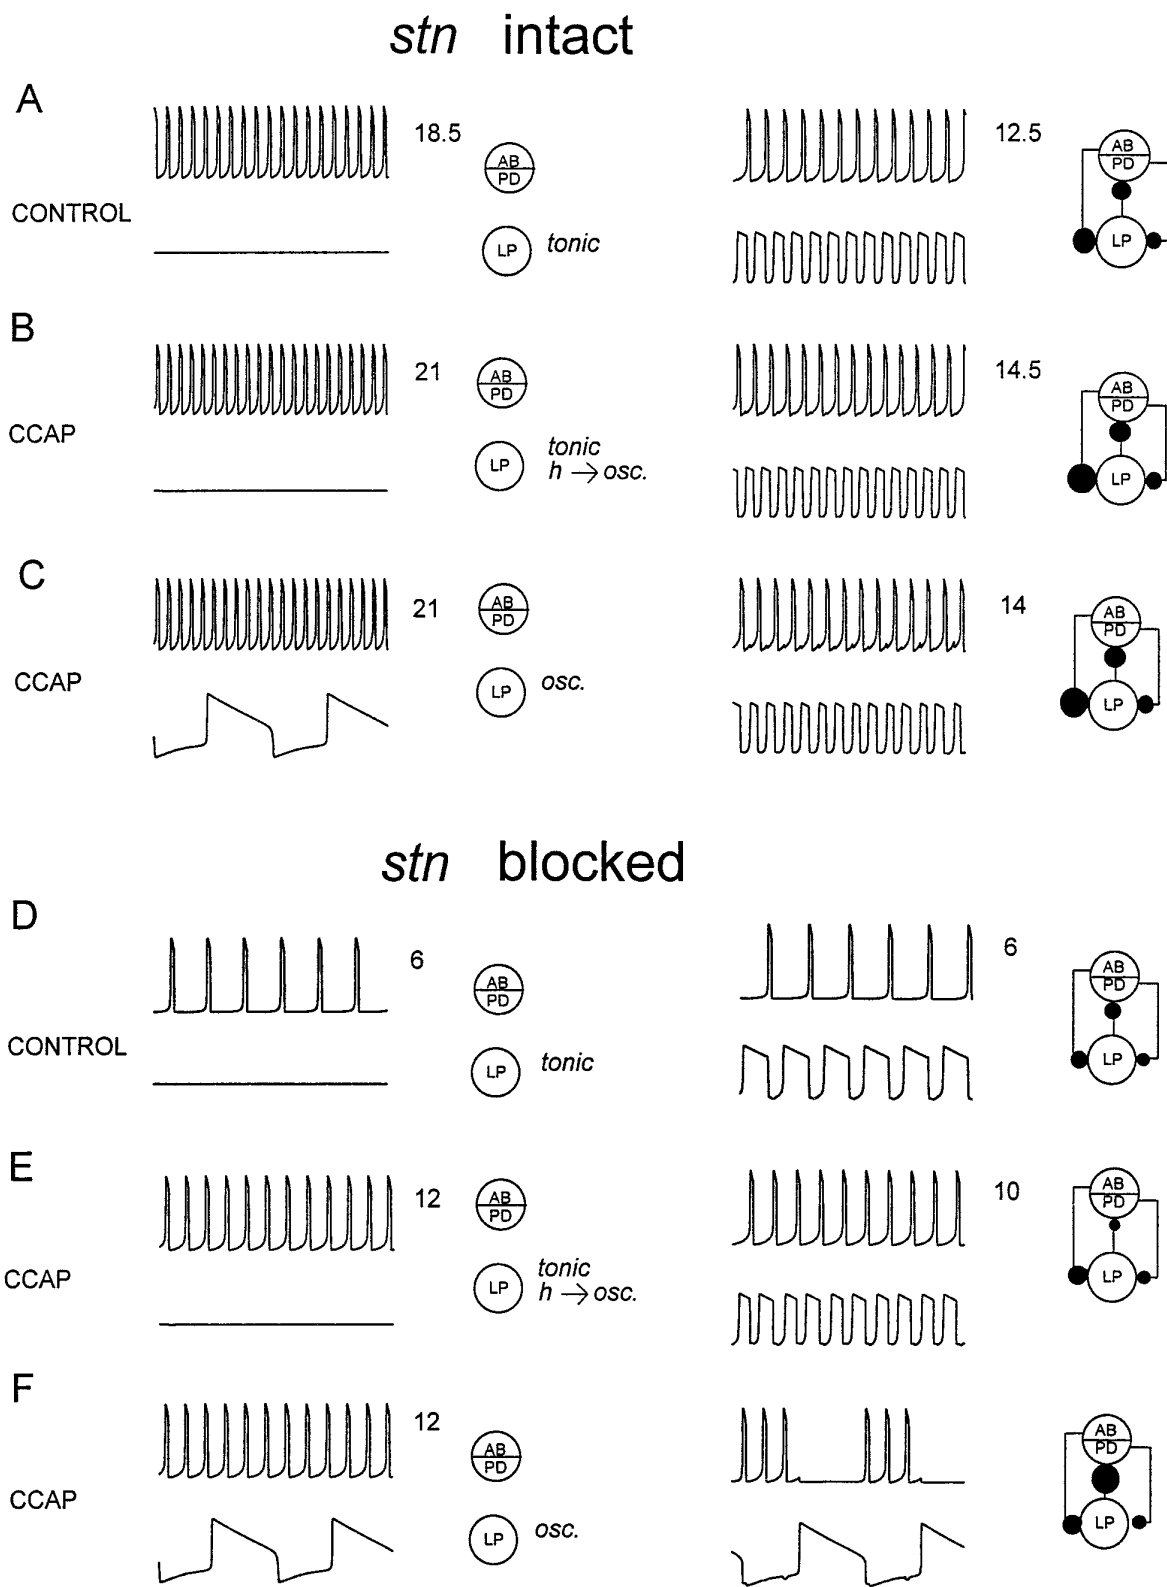 stn intact
A
CONTROL
18.5
AB
PD
LP
tonic
12.5
AB
PD
LP
B
CCAP
21
AB
PD
LP
tonic
h → osc.
14.5
AB
PD
LP
C
CCAP
21
AB
PD
LP
osc.
14
AB
PD
LP
stn blocked
D
CONTROL
6
AB
PD
LP
tonic
6
AB
PD
LP
E
CCAP
12
AB
PD
LP
tonic
h → osc.
10
AB
PD
LP
F
CCAP
12
AB
PD
LP
osc.
AB
PD
LP